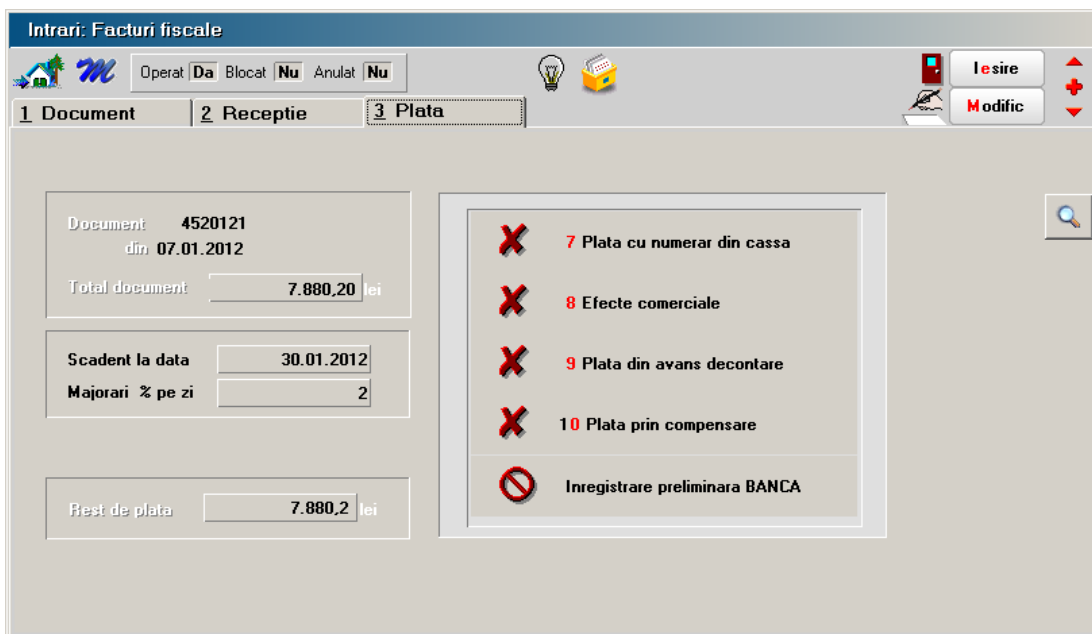 Intrari: Facturi fiscale
Operat Da Blocat Nu Anulat Nu
Iesire
Modific
1 Document 2 Receptie 3 Plata
Document 4520121
din 07.01.2012
Total document 7.880,20 lei
Scadent la data 30.01.2012
Majorari % pe zi 2
Rest de plata 7.880,2 lei
7 Plata cu numerar din cassa
8 Efecte comerciale
9 Plata din avans decontare
10 Plata prin compensare
Inregistrare preliminara BANCA